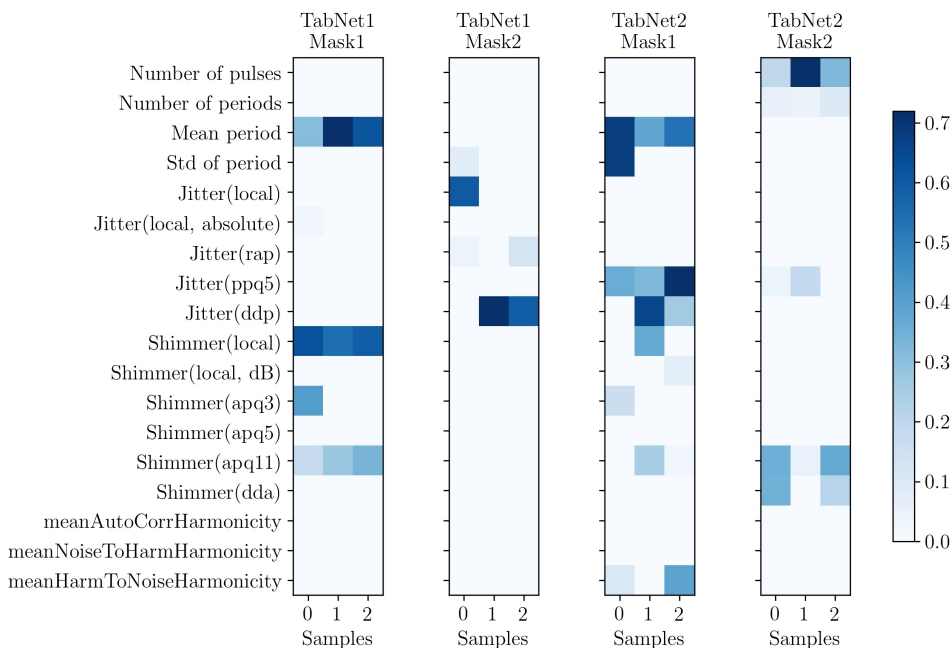 TabNet1 Mask1
TabNet1 Mask2
TabNet2 Mask1
TabNet2 Mask2
Number of pulses
Number of periods
Mean period
Std of period
Jitter(local)
Jitter(local, absolute)
Jitter(rap)
Jitter(ppq5)
Jitter(ddp)
Shimmer(local)
Shimmer(local, dB)
Shimmer(apq3)
Shimmer(apq5)
Shimmer(apq11)
Shimmer(dda)
meanAutoCorrHarmonicity
meanNoiseToHarmHarmonicity
meanHarmToNoiseHarmonicity
0 1 2
Samples
0 1 2
Samples
0 1 2
Samples
0 1 2
Samples
0.7
0.6
0.5
0.4
0.3
0.2
0.1
0.0